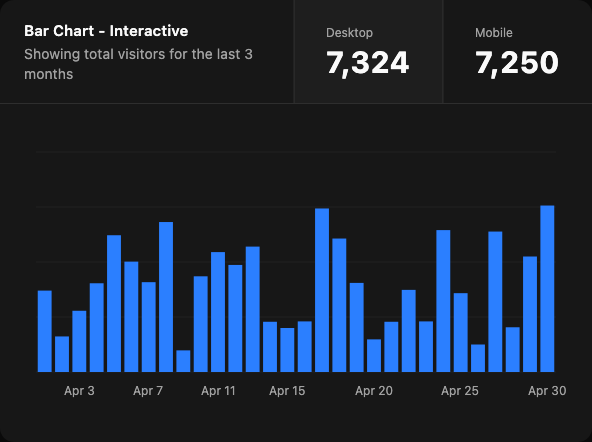 Bar Chart - Interactive
Showing total visitors for the last 3
months
Desktop
7,324
Mobile
7,250
Apr 3
Apr 7
Apr 11
Apr 15
Apr 20
Apr 25
Apr 30